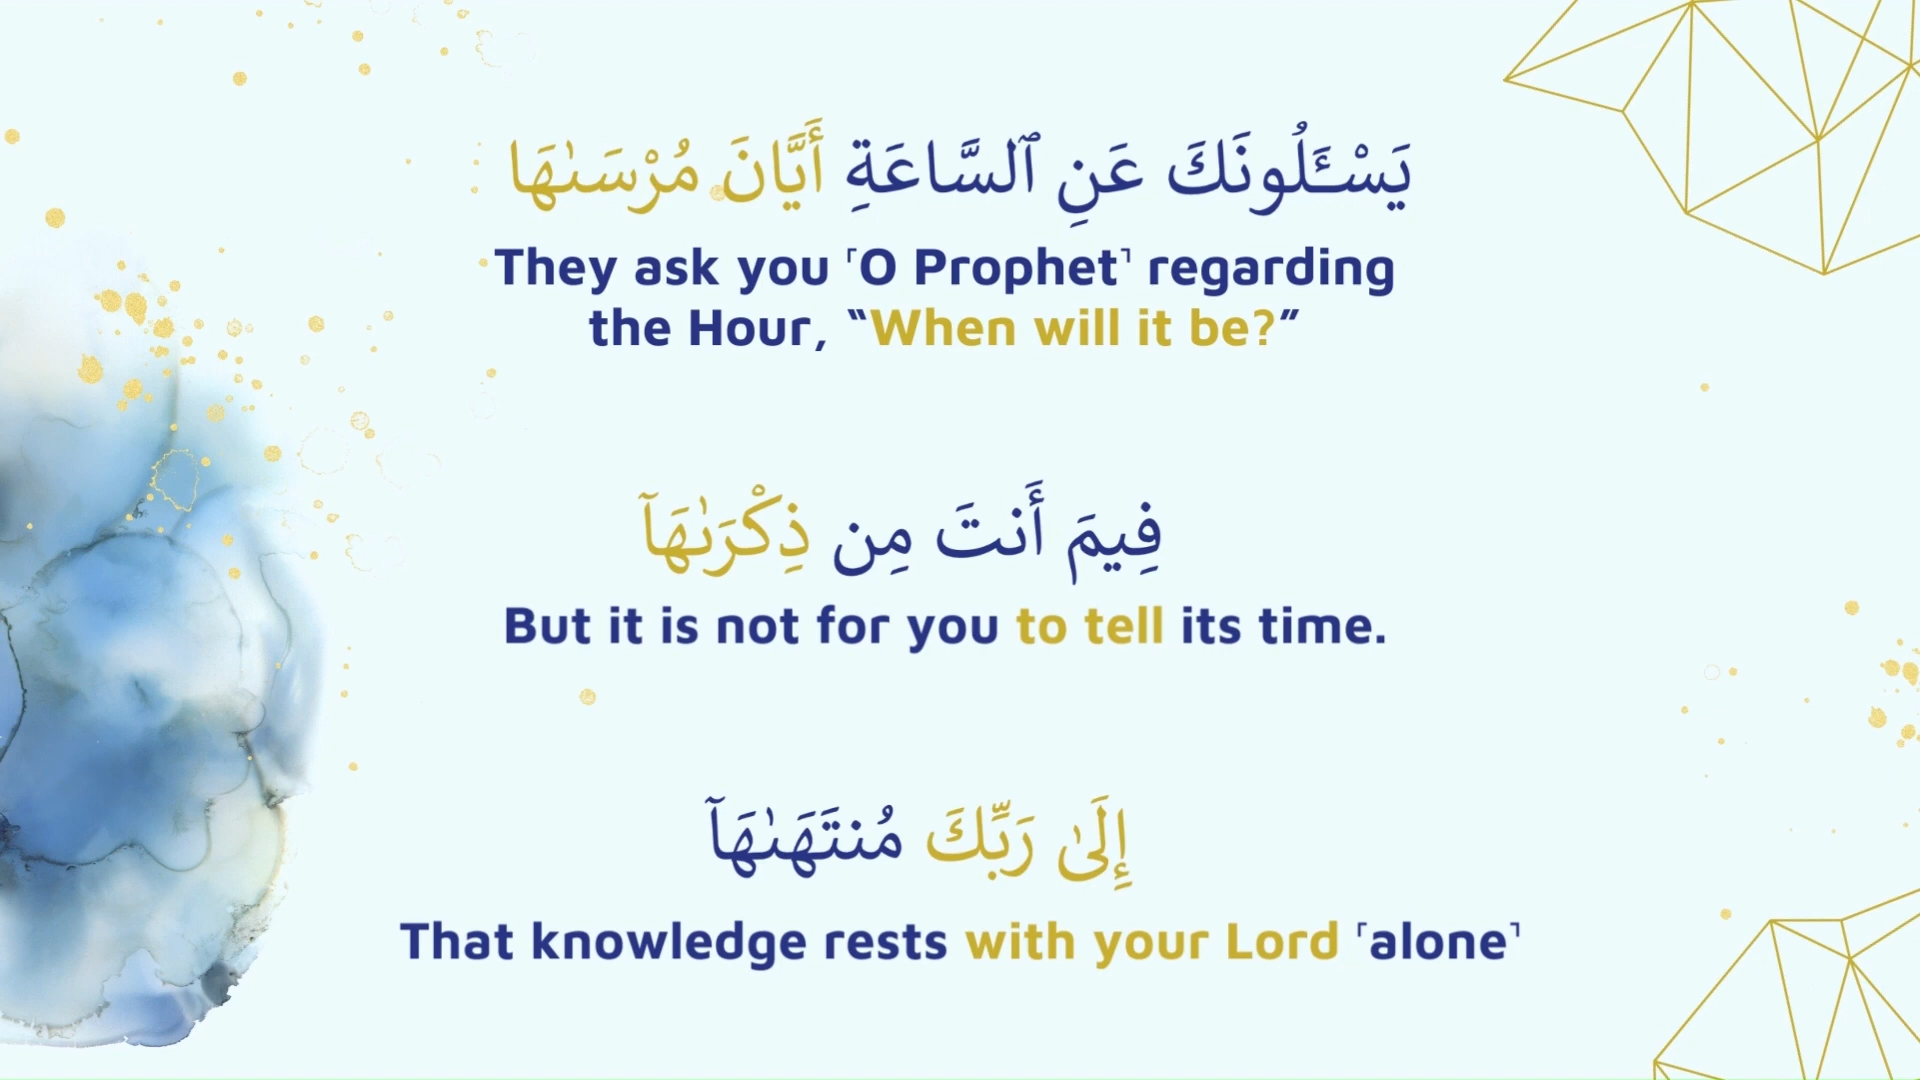 يَسْـَٔلُونَكَ عَنِ ٱلسَّاعَةِ أَيَّانَ مُرْسَىٰهَا
They ask you ⸢O Prophet⸣ regarding
the Hour, “When will it be?”
فِيمَ أَنتَ مِن ذِكْرَىٰهَآ
But it is not for you to tell its time.
إِلَىٰ رَبِّكَ مُنتَهَىٰهَآ
That knowledge rests with your Lord ⸢alone⸣